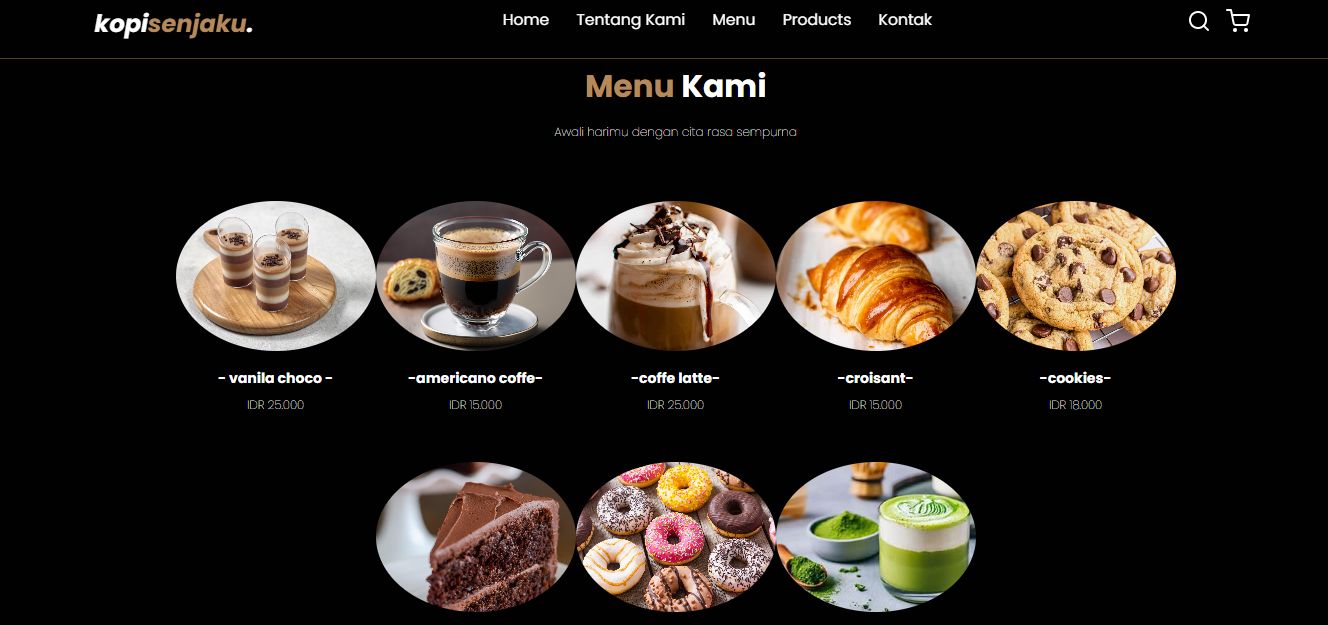 kopisenjaku.
Home Tentang Kami Menu Products Kontak
Menu Kami
Awali harimu dengan cita rasa sempurna
- vanila choco -
-americano coffe-
-coffe latte-
-croisant-
-cookies-
IDR 25.000
IDR 15.000
IDR 25.000
IDR 15.000
IDR 18.000